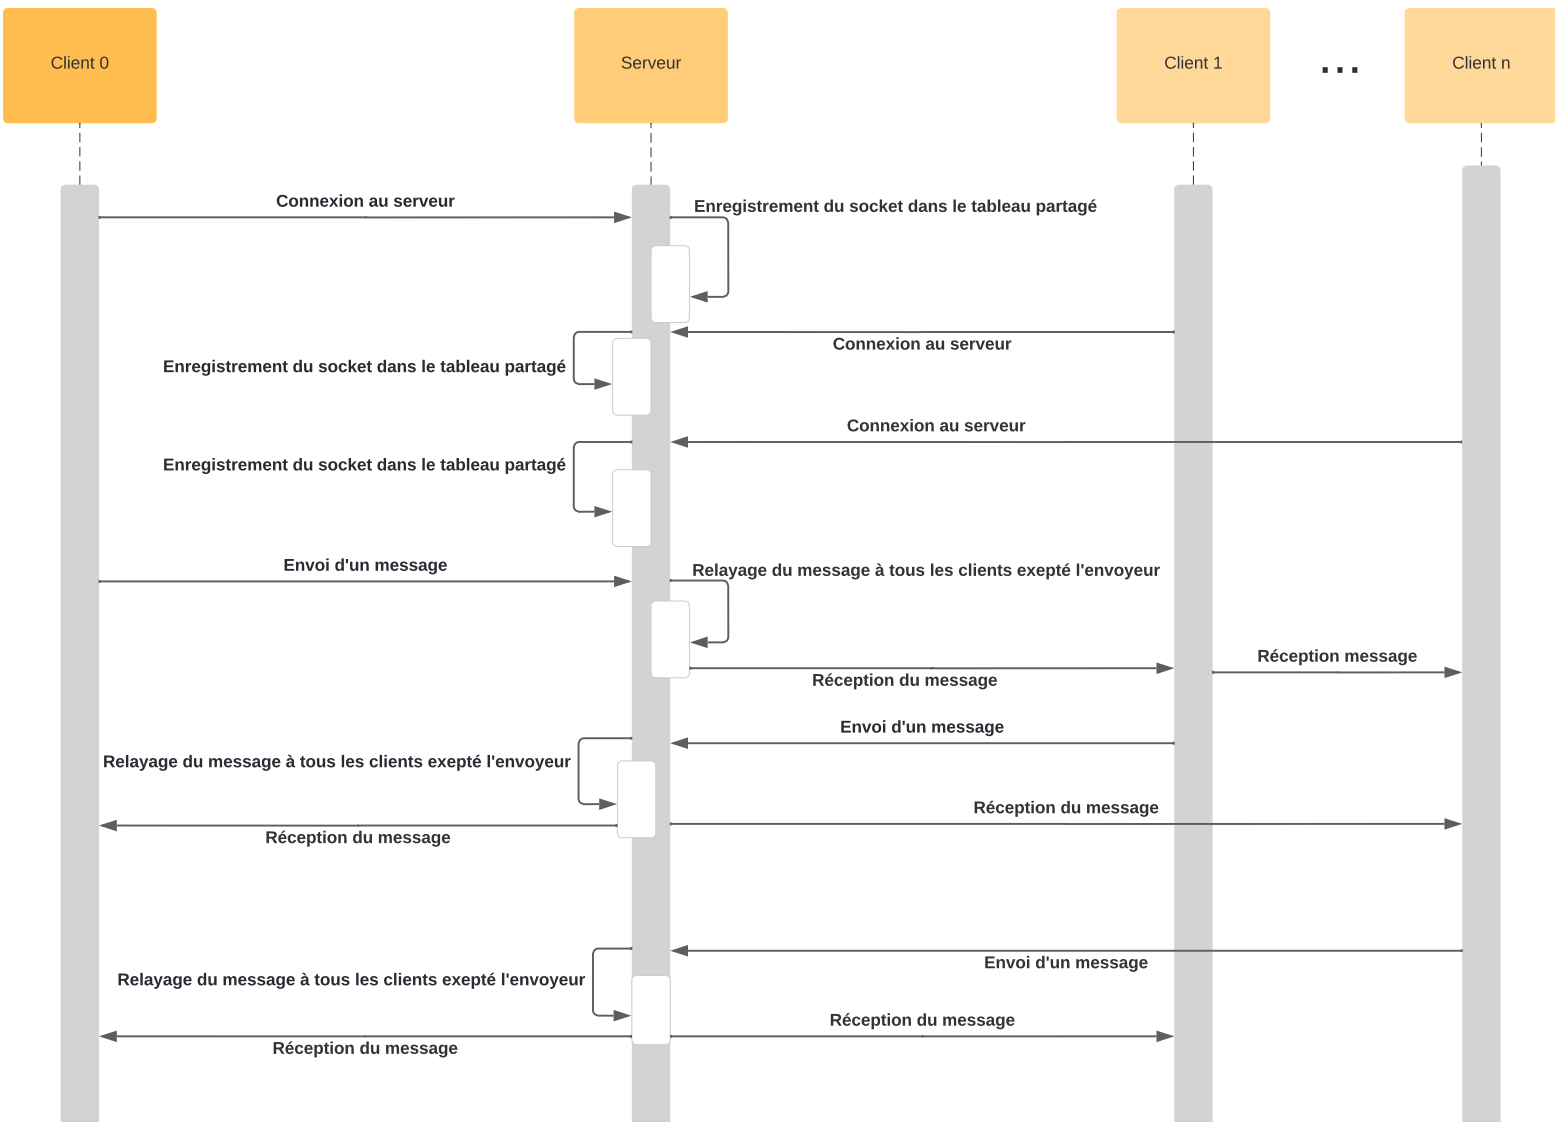 Client 0
Serveur
Client 1
...
Client n
Connexion au serveur
Enregistrement du socket dans le tableau partagé
Connexion au serveur
Enregistrement du socket dans le tableau partagé
Connexion au serveur
Enregistrement du socket dans le tableau partagé
Envoi d'un message
Relayage du message à tous les clients exepté l'envoyeur
Réception message
Réception du message
Envoi d'un message
Relayage du message à tous les clients exepté l'envoyeur
Réception du message
Réception du message
Envoi d'un message
Relayage du message à tous les clients exepté l'envoyeur
Réception du message
Réception du message